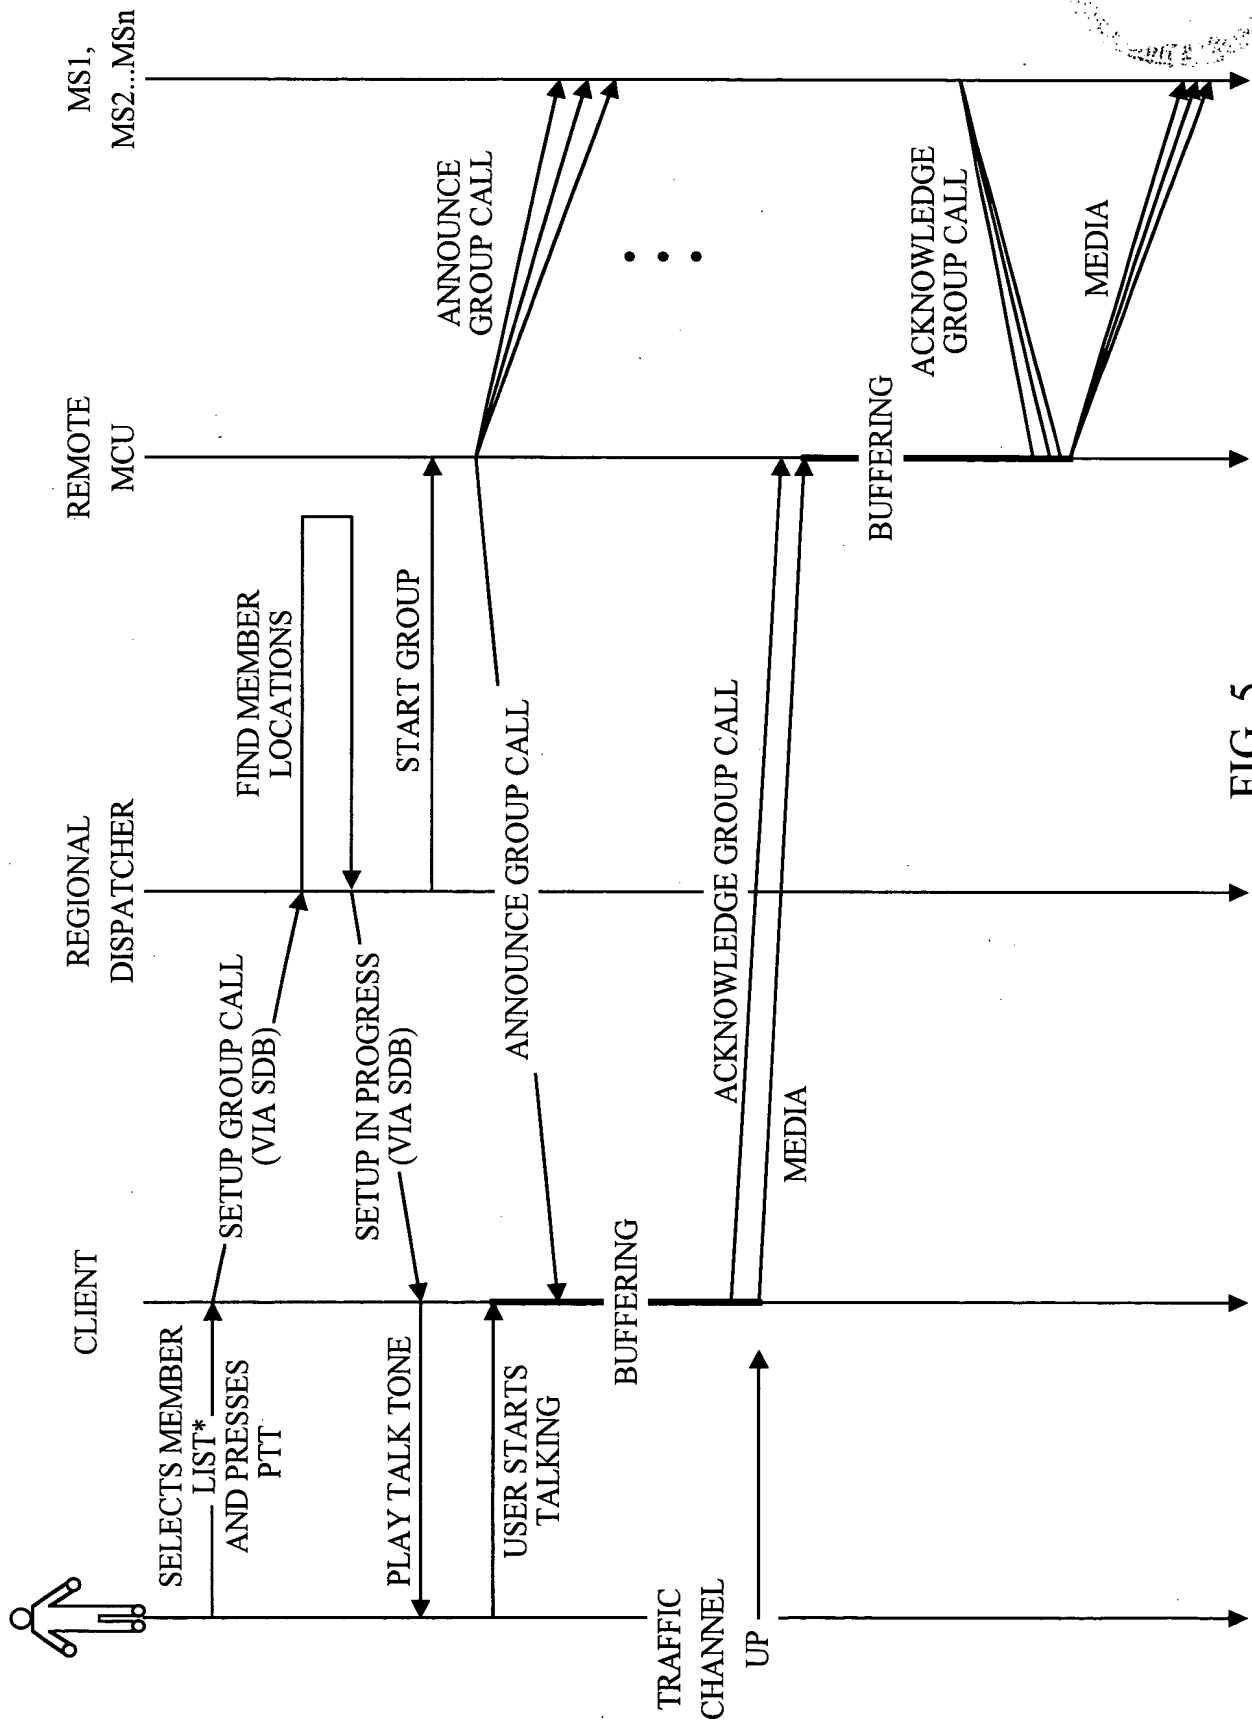 CLIENT
REGIONAL
DISPATCHER
REMOTE
MCU
MS1,
MS2...MSn
SELECTS MEMBER
LIST*
AND PRESSES
PTT
SETUP GROUP CALL
(VIA SDB)
FIND MEMBER
LOCATIONS
SETUP IN PROGRESS
(VIA SDB)
PLAY TALK TONE
START GROUP
ANNOUNCE
GROUP CALL
USER STARTS
TALKING
ANNOUNCE GROUP CALL
BUFFERING
TRAFFIC
CHANNEL
UP
ACKNOWLEDGE GROUP CALL
MEDIA
BUFFERING
ACKNOWLEDGE
GROUP CALL
MEDIA
FIG. 5